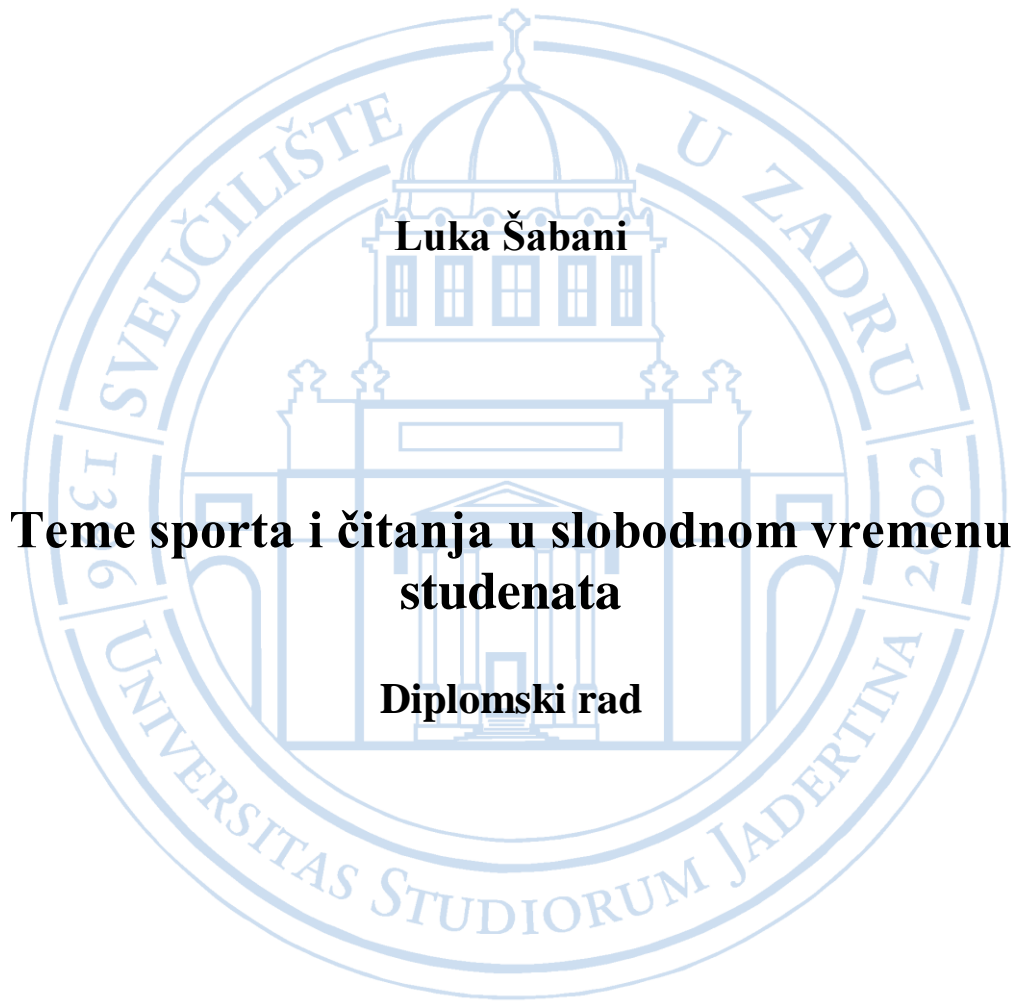 SVEUČILIŠTE U ZADRU
Luka Šabani
1396
2002
Teme sporta i čitanja u slobodnom vremenu
studenata
Diplomski rad
UNIVERSITAS STUDIORUM JADERTINA